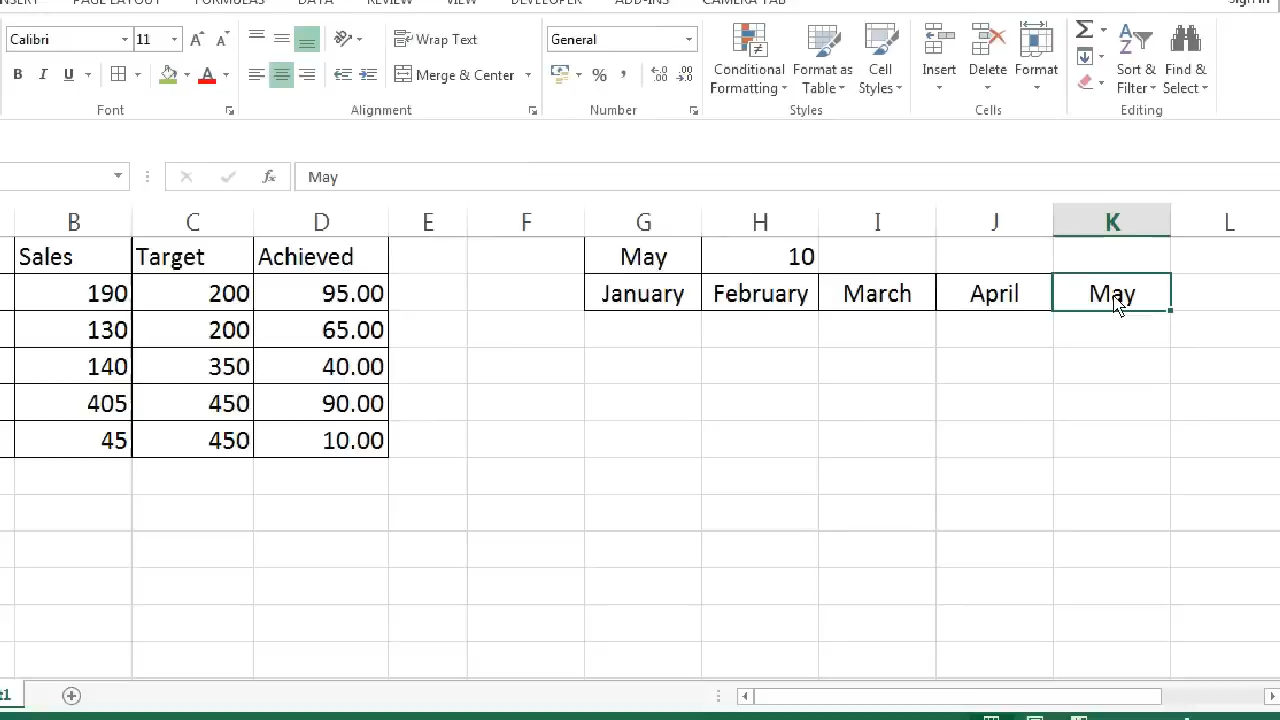 INSERT PAGE LAYOUT FORMULAS DATA REVIEW VIEW DEVELOPER ADD-INS CAMERA TAB Sign in
Calibri 11 A A Wrap Text General Conditional Formatting Format as Table Cell Styles Insert Delete Format Sort & Filter Find & Select
B I U A Merge & Center %
Font Alignment Number Styles Cells Editing
fx May
B C D E F G H I J K L
Sales Target Achieved May 10
190 200 95.00 January February March April May
130 200 65.00
140 350 40.00
405 450 90.00
45 450 10.00